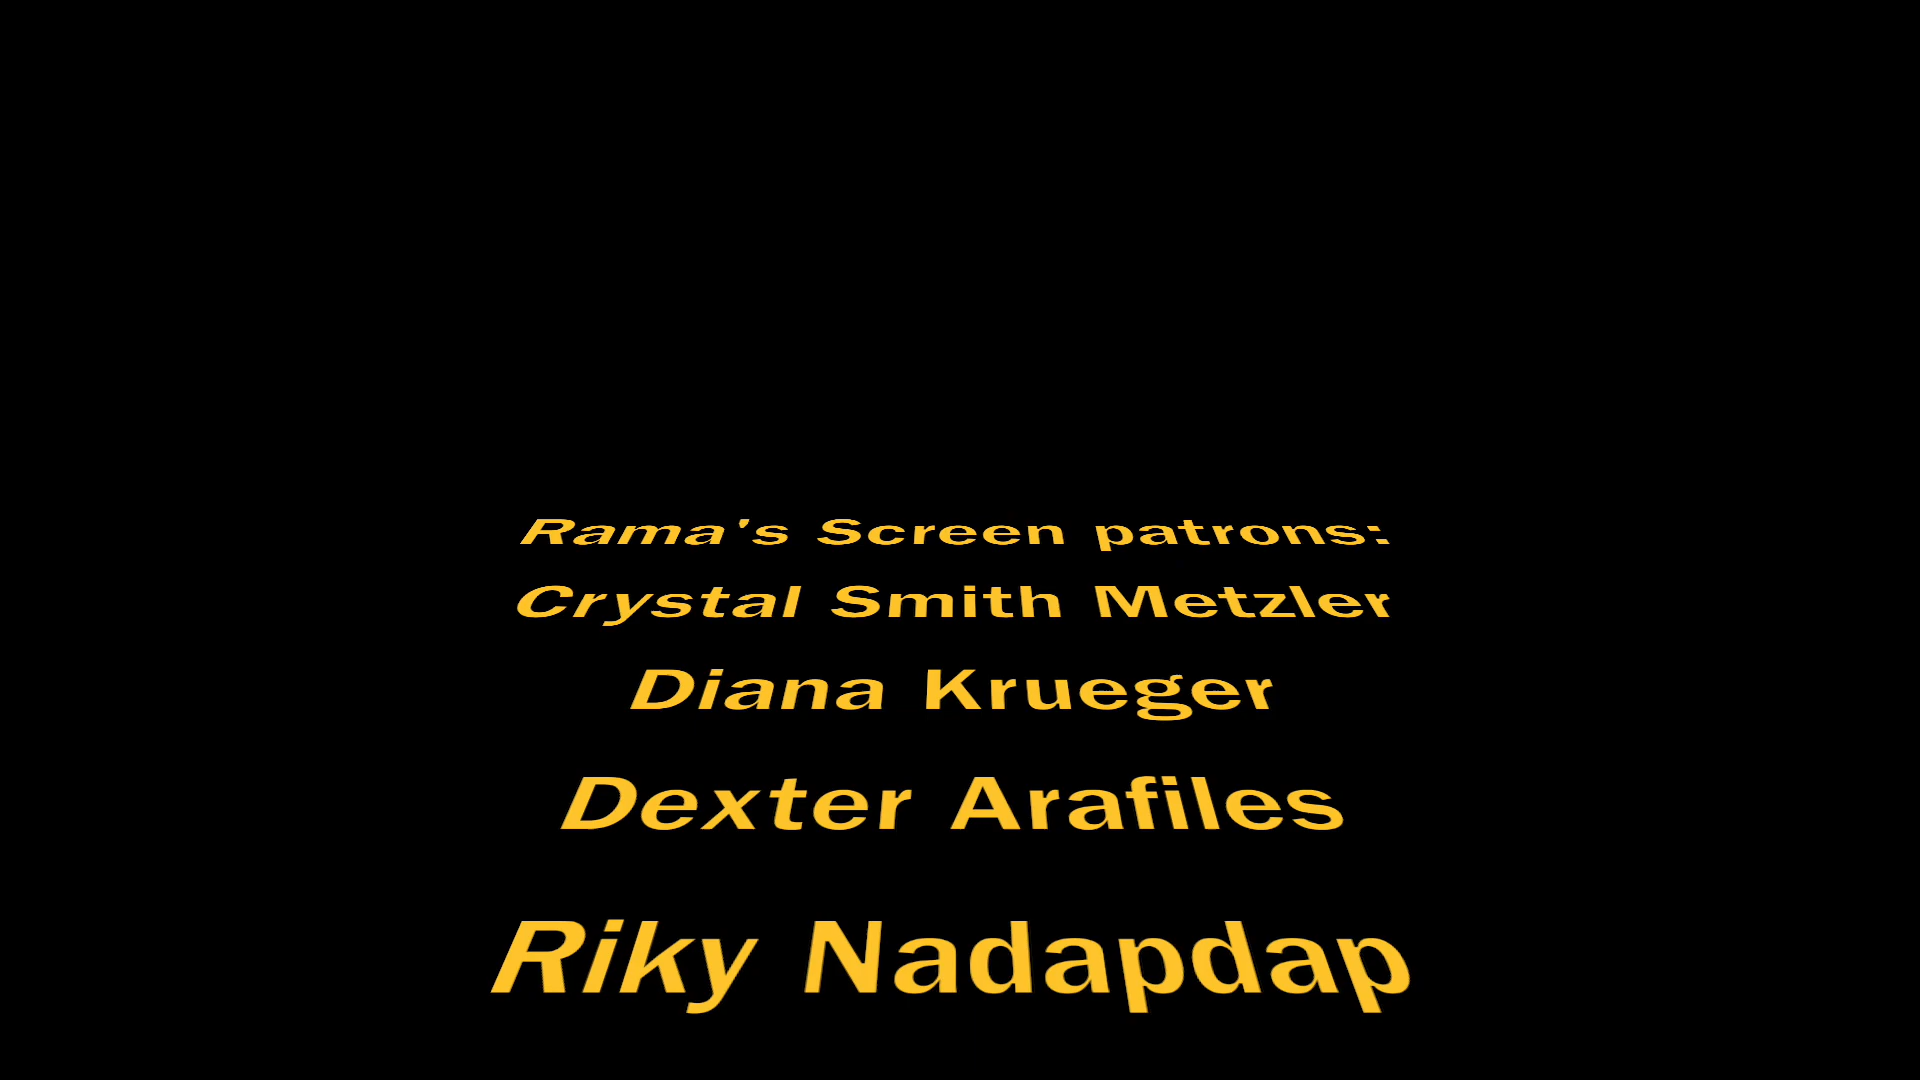 Rama's Screen patrons:
Crystal Smith Metzler
Diana Krueger
Dexter Arafiles
Riky Nadapdap